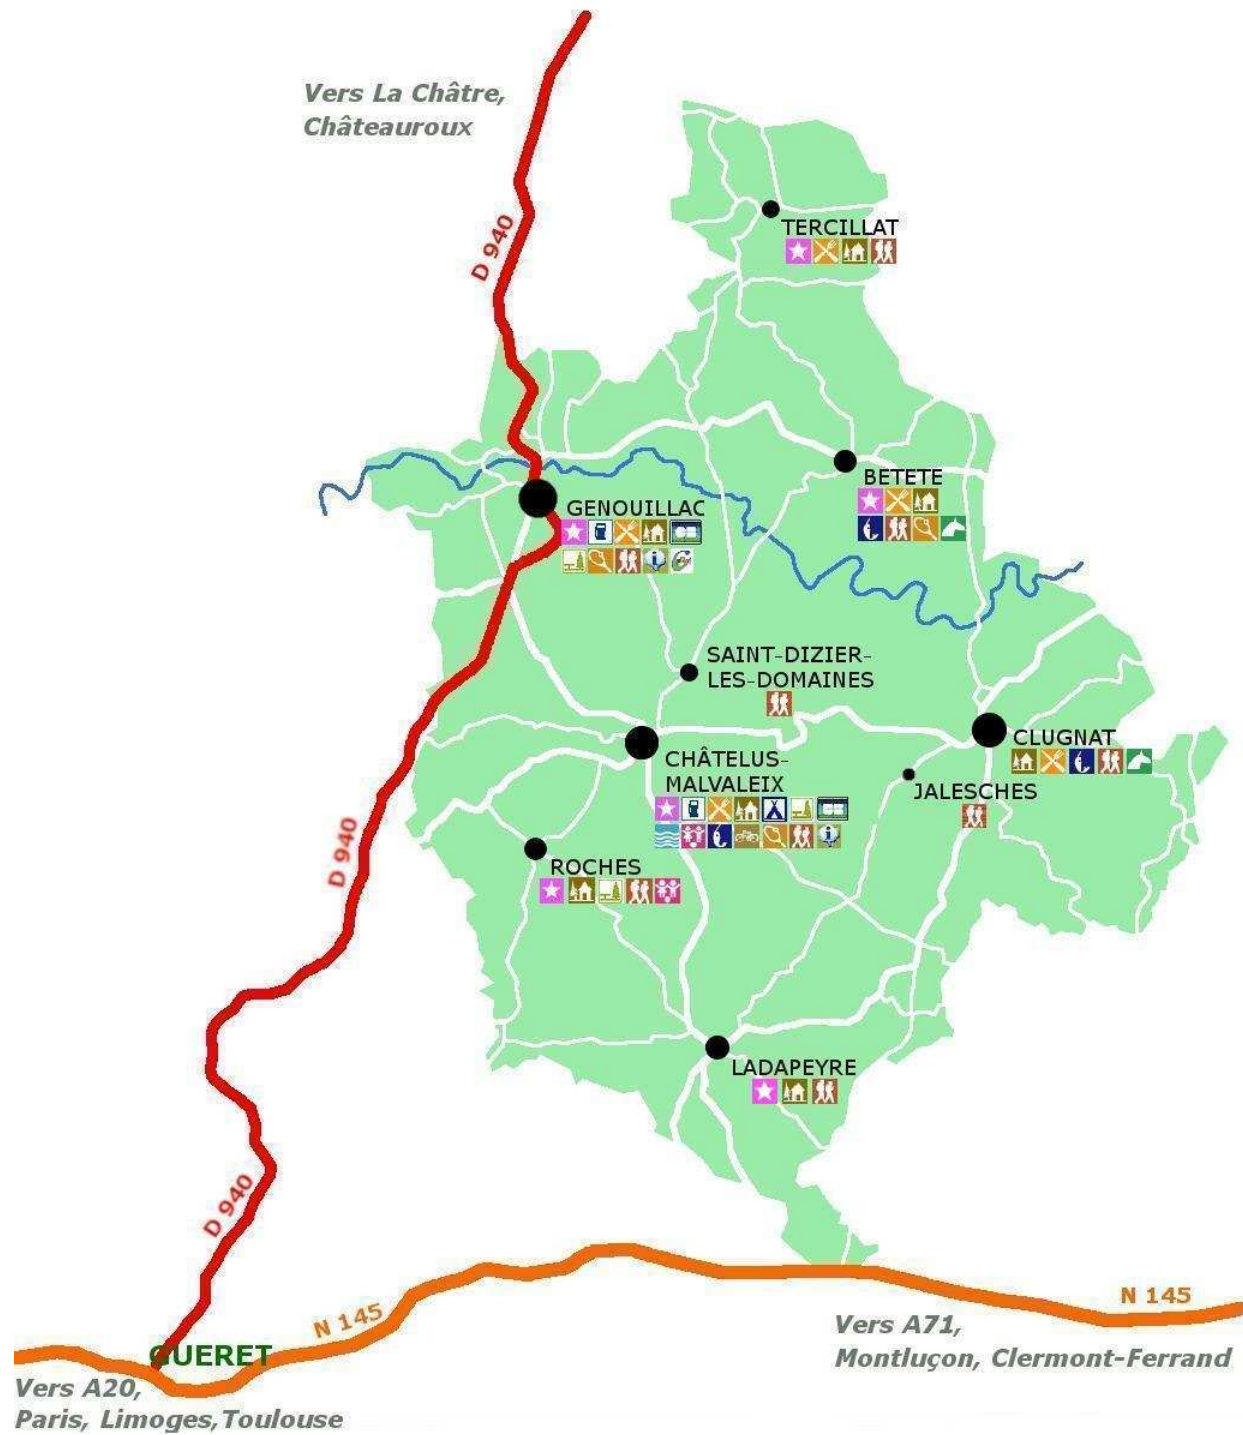 Vers La Châtre,
Châteauroux
D 940
TERCILLAT
BETETE
GENOUILLAC
SAINT-DIZIER-
LES-DOMAINES
CLUGNAT
CHÂTELUS-
MALVALEIX
JALESCHES
D 940
ROCHES
LADAPEYRE
D 940
N 145
N 145
GUERET
Vers A71,
Montluçon, Clermont-Ferrand
Vers A20,
Paris, Limoges,Toulouse